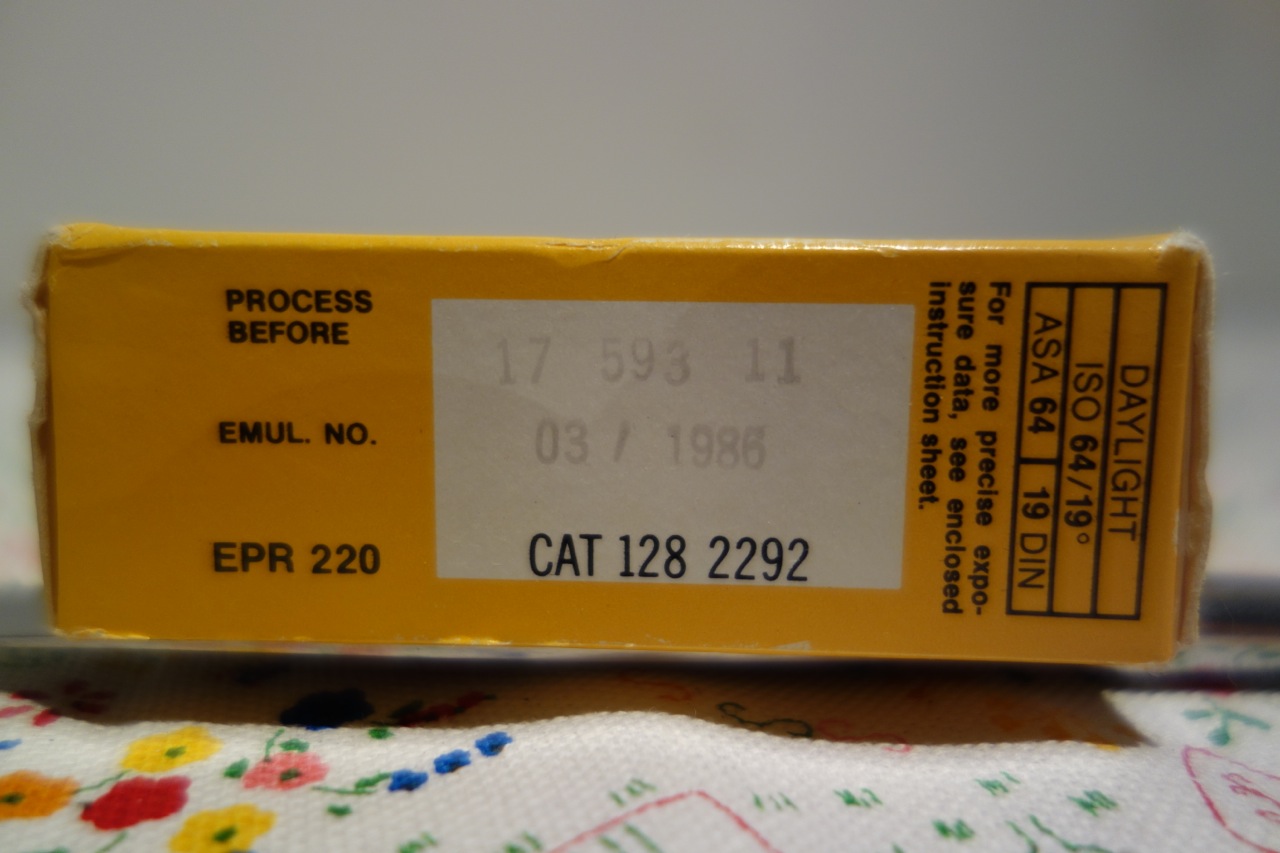 PROCESS
BEFORE
EMUL. NO.
EPR 220
17 593 11
03 / 1986
CAT 128 2292
DAYLIGHT
ISO 64/19°
ASA 64 19 DIN
For more precise expo-
sure data, see enclosed
instruction sheet.